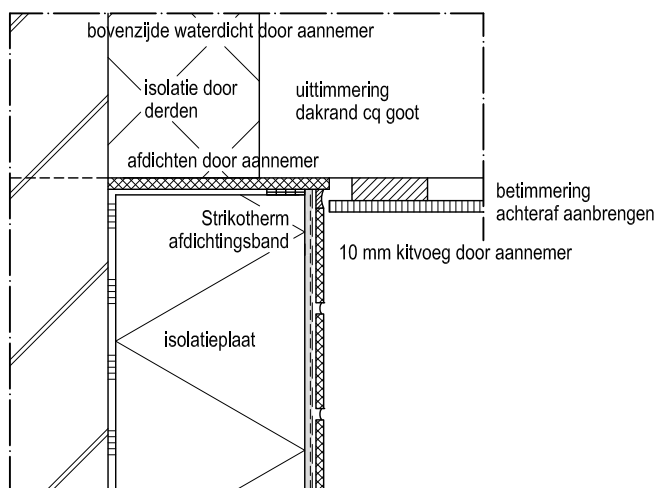 bovenzijde waterdicht door aannemer
isolatie door
derden
uittimmering
dakrand cq goot
afdichten door aannemer
betimmering
achteraf aanbrengen
Strikotherm
afdichtingsband
10 mm kitvoeg door aannemer
isolatieplaat